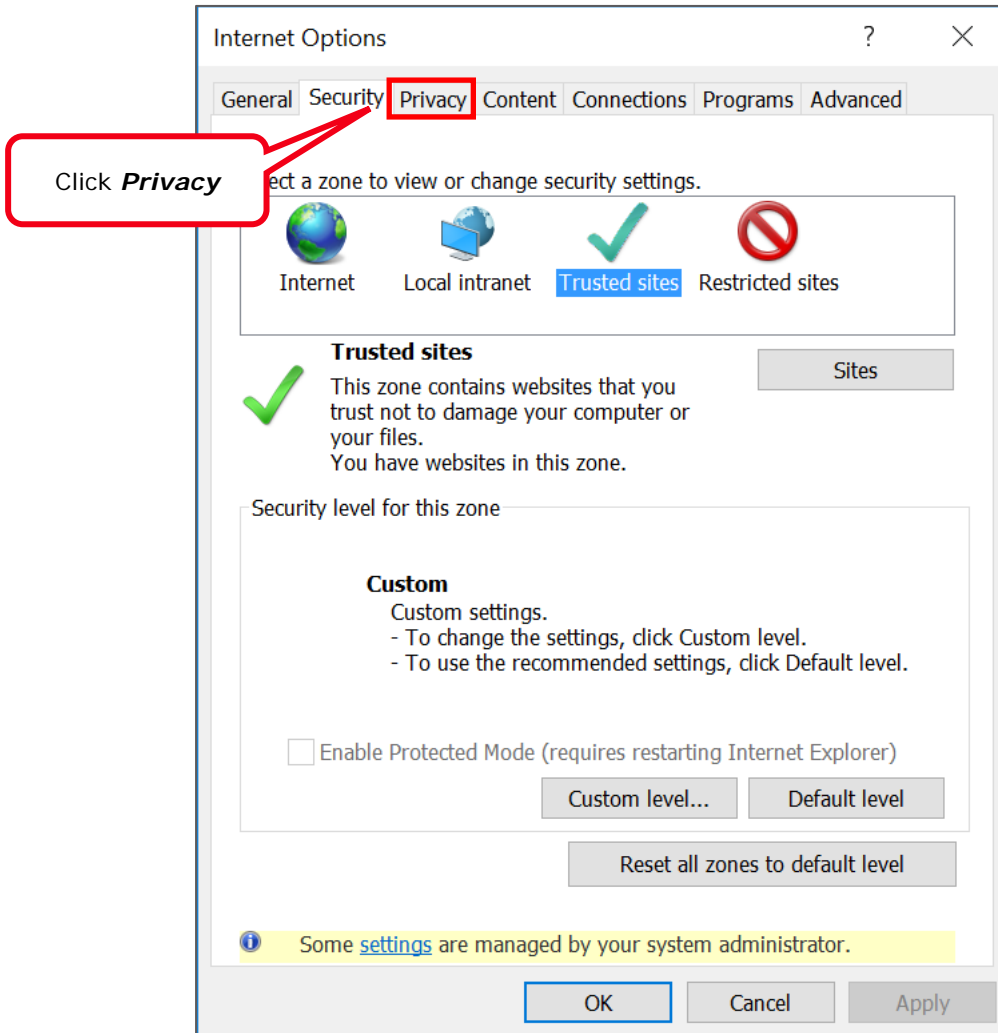 Internet Options
General Security Privacy Content Connections Programs Advanced
Click Privacy
ect a zone to view or change security settings.
Internet Local intranet Trusted sites Restricted sites
Trusted sites
Sites
This zone contains websites that you
trust not to damage your computer or
your files.
You have websites in this zone.
Security level for this zone
Custom
Custom settings.
- To change the settings, click Custom level.
- To use the recommended settings, click Default level.
Enable Protected Mode (requires restarting Internet Explorer)
Custom level... Default level
Reset all zones to default level
Some settings are managed by your system administrator.
OK Cancel Apply